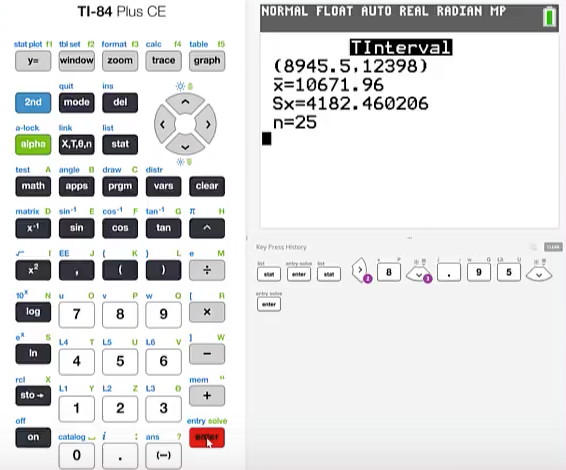 TI-84 Plus CE
stat plot f1 tbl set f2 format f3 calc f4 table f5
y= window zoom trace graph
quit ins
2nd mode del
a-lock link list
alpha X,T,θ,n stat
test A angle B draw C distr
math apps prgm vars clear
matrix D sin⁻¹ E cos⁻¹ F tan⁻¹ G π H
x⁻¹ sin cos tan ^
√ I EE J { K } L e M
x² , ( ) ÷
10ˣ N u O v P w Q [ R
log 7 8 9 ×
eˣ S L4 T L5 U L6 V ] W
ln 4 5 6 −
rcl X L1 Y L2 Z L3 θ mem "
sto→ 1 2 3 +
off catalog i : ans ? entry solve
on 0 . (−) enter
NORMAL FLOAT AUTO REAL RADIAN MP
TInterval
(8945.5,12398)
x̄=10671.96
Sx=4182.460206
n=25
Key Press History
CLEAR
list entry solve list
stat enter stat 8 . 9 5
entry solve
enter